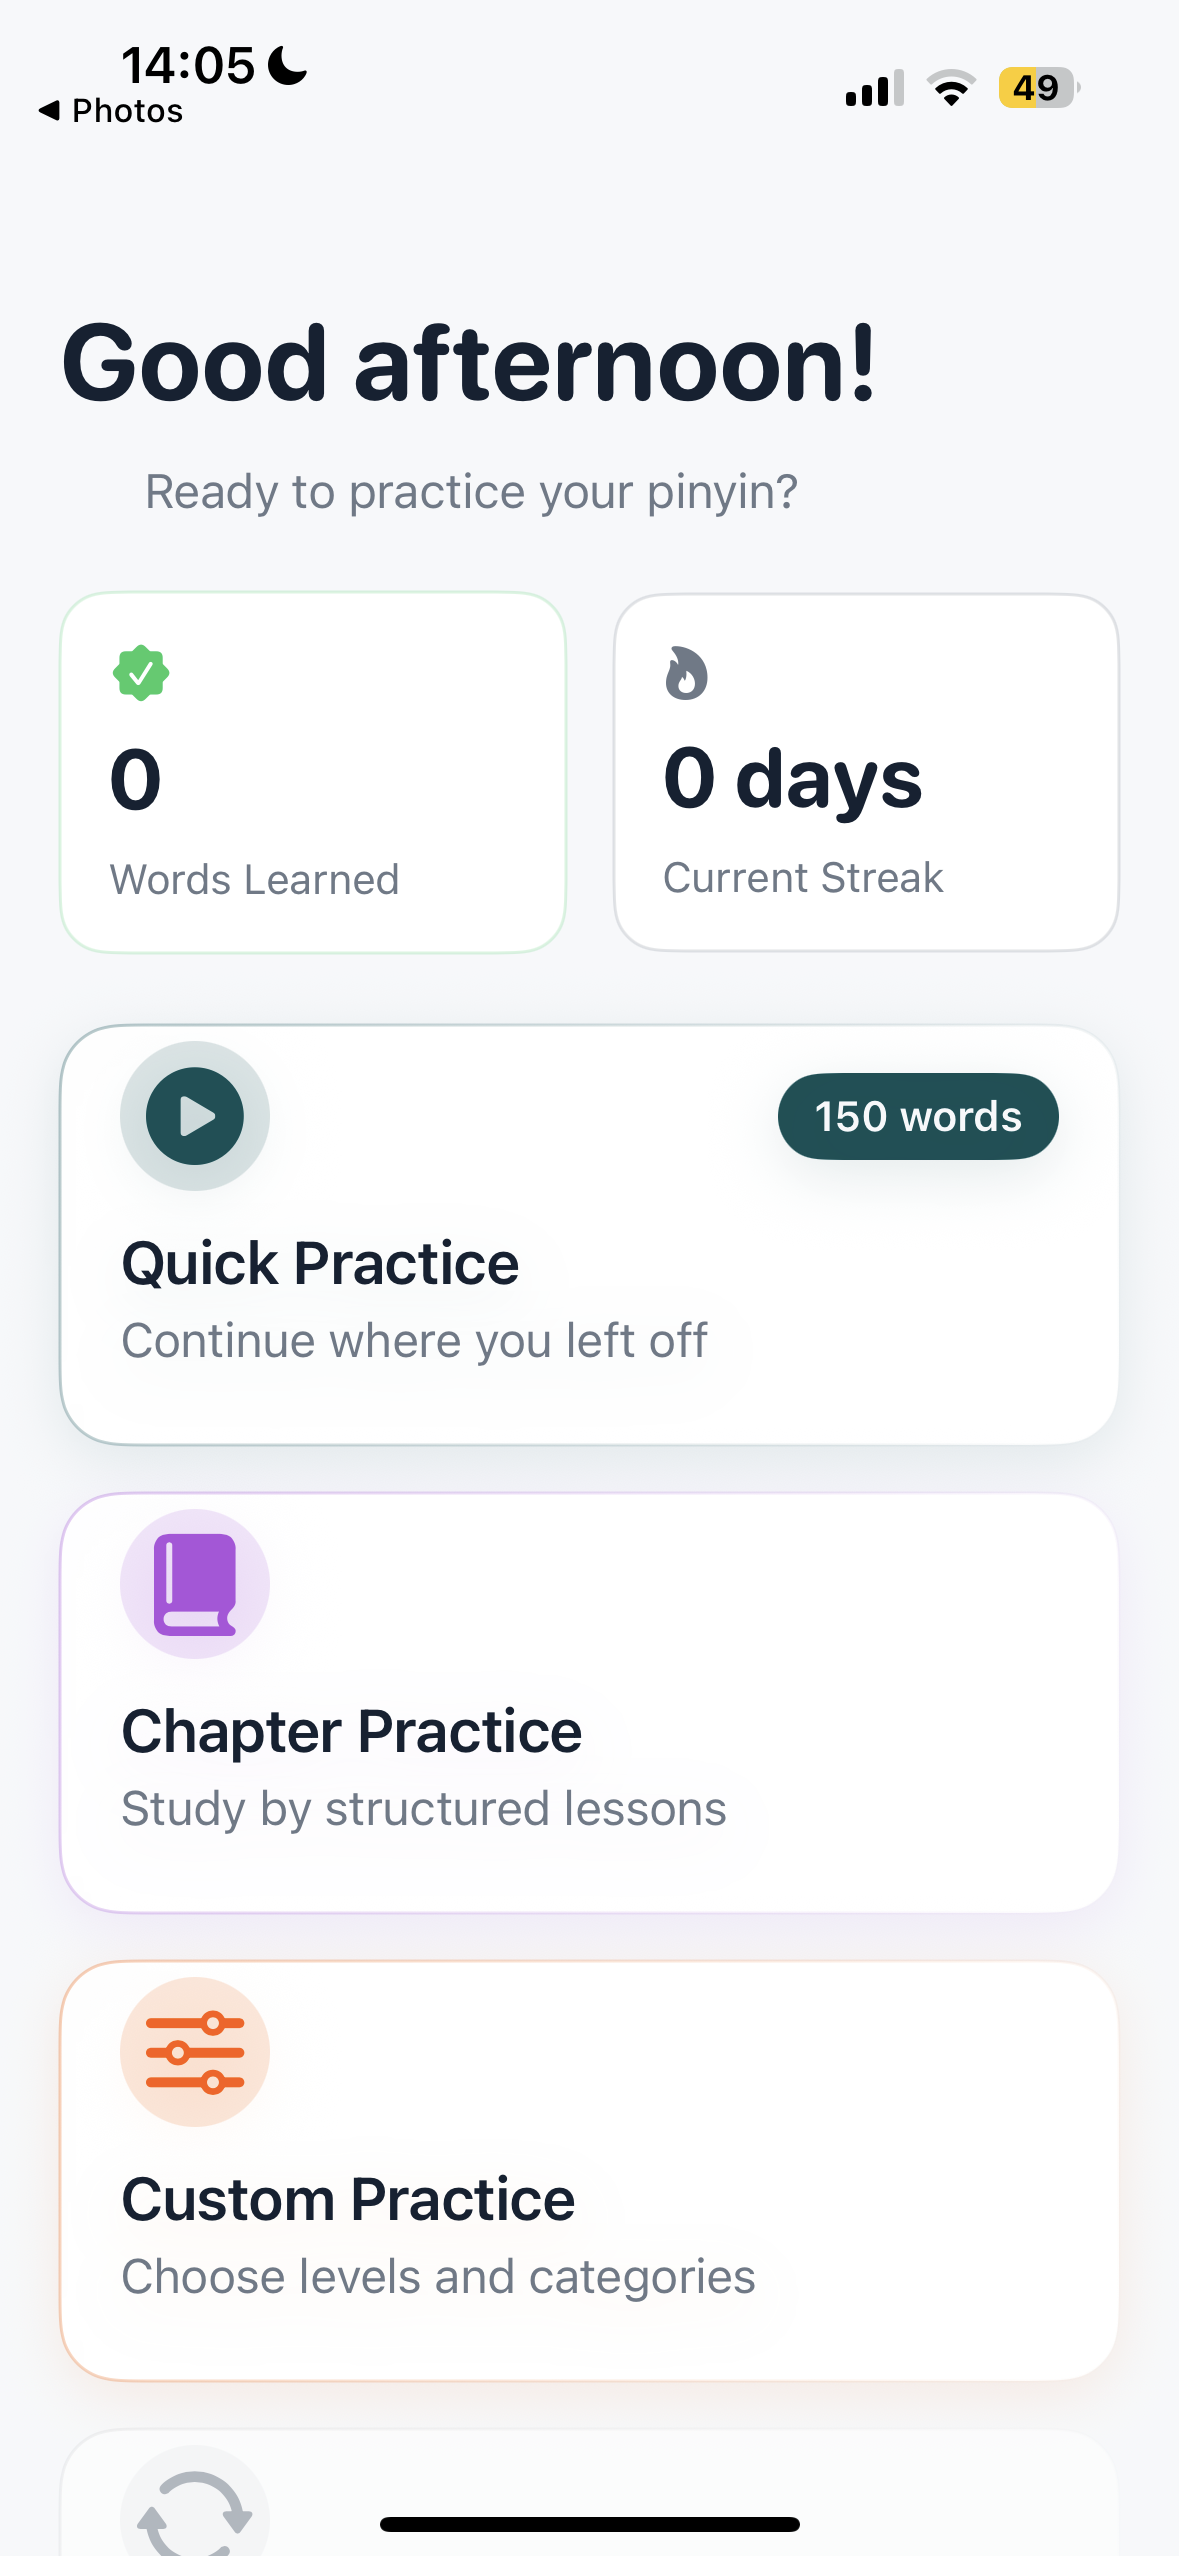 14:05
Photos
49
Good afternoon!
Ready to practice your pinyin?
0
Words Learned
0 days
Current Streak
150 words
Quick Practice
Continue where you left off
Chapter Practice
Study by structured lessons
Custom Practice
Choose levels and categories